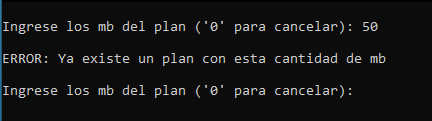 Ingrese los mb del plan ('0' para cancelar): 50
ERROR: Ya existe un plan con esta cantidad de mb
Ingrese los mb del plan ('0' para cancelar):